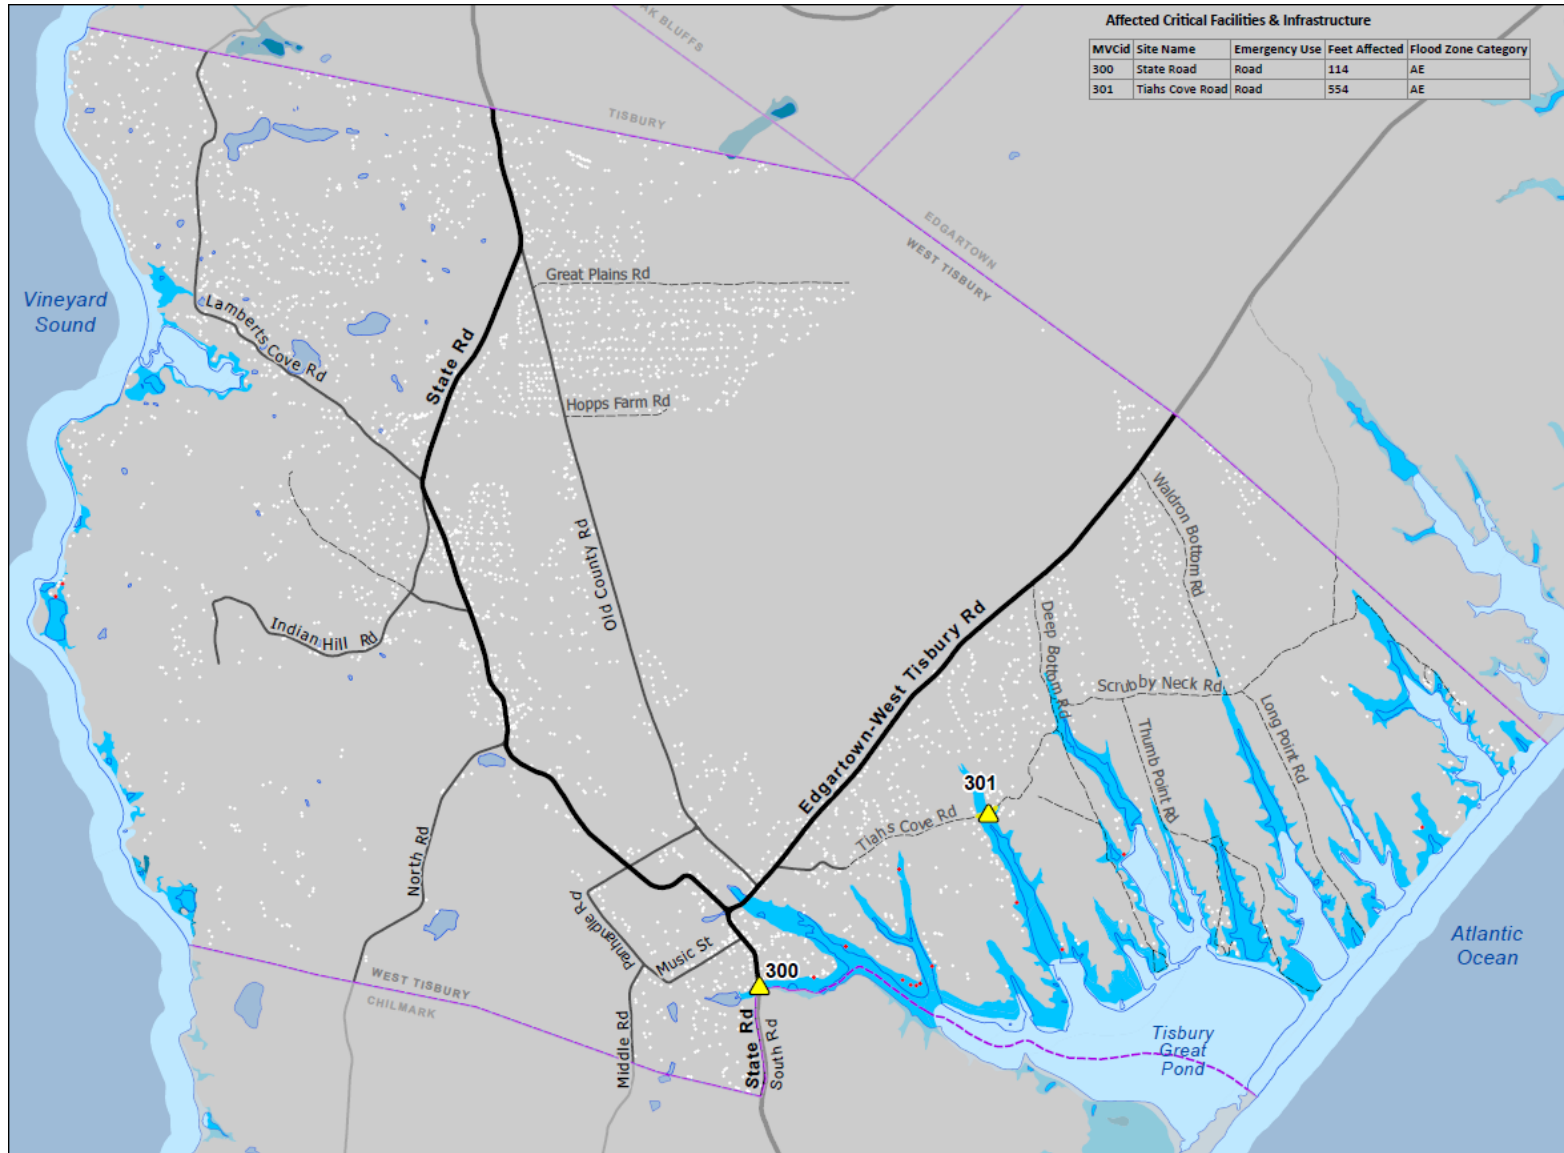 Affected Critical Facilities & Infrastructure
MVCid Site Name Emergency Use Feet Affected Flood Zone Category
300 State Road Road 114 AE
301 Tiahs Cove Road Road 554 AE
AK BLUFFS
TISBURY
EDGARTOWN
WEST TISBURY
Great Plains Rd
Vineyard
Sound
Lamberts Cove Rd
State Rd
Hopps Farm Rd
Waldron Bottom Rd
Old County Rd
Edgartown-West Tisbury Rd
Deep Bottom Rd
Indian Hill Rd
Scrubby Neck Rd
Long Point Rd
Thumb Point Rd
301
Tiahs Cove Rd
North Rd
Panhandle Rd
Music St
Atlantic
Ocean
300
WEST TISBURY
CHILMARK
Middle Rd
State Rd
South Rd
Tisbury
Great
Pond